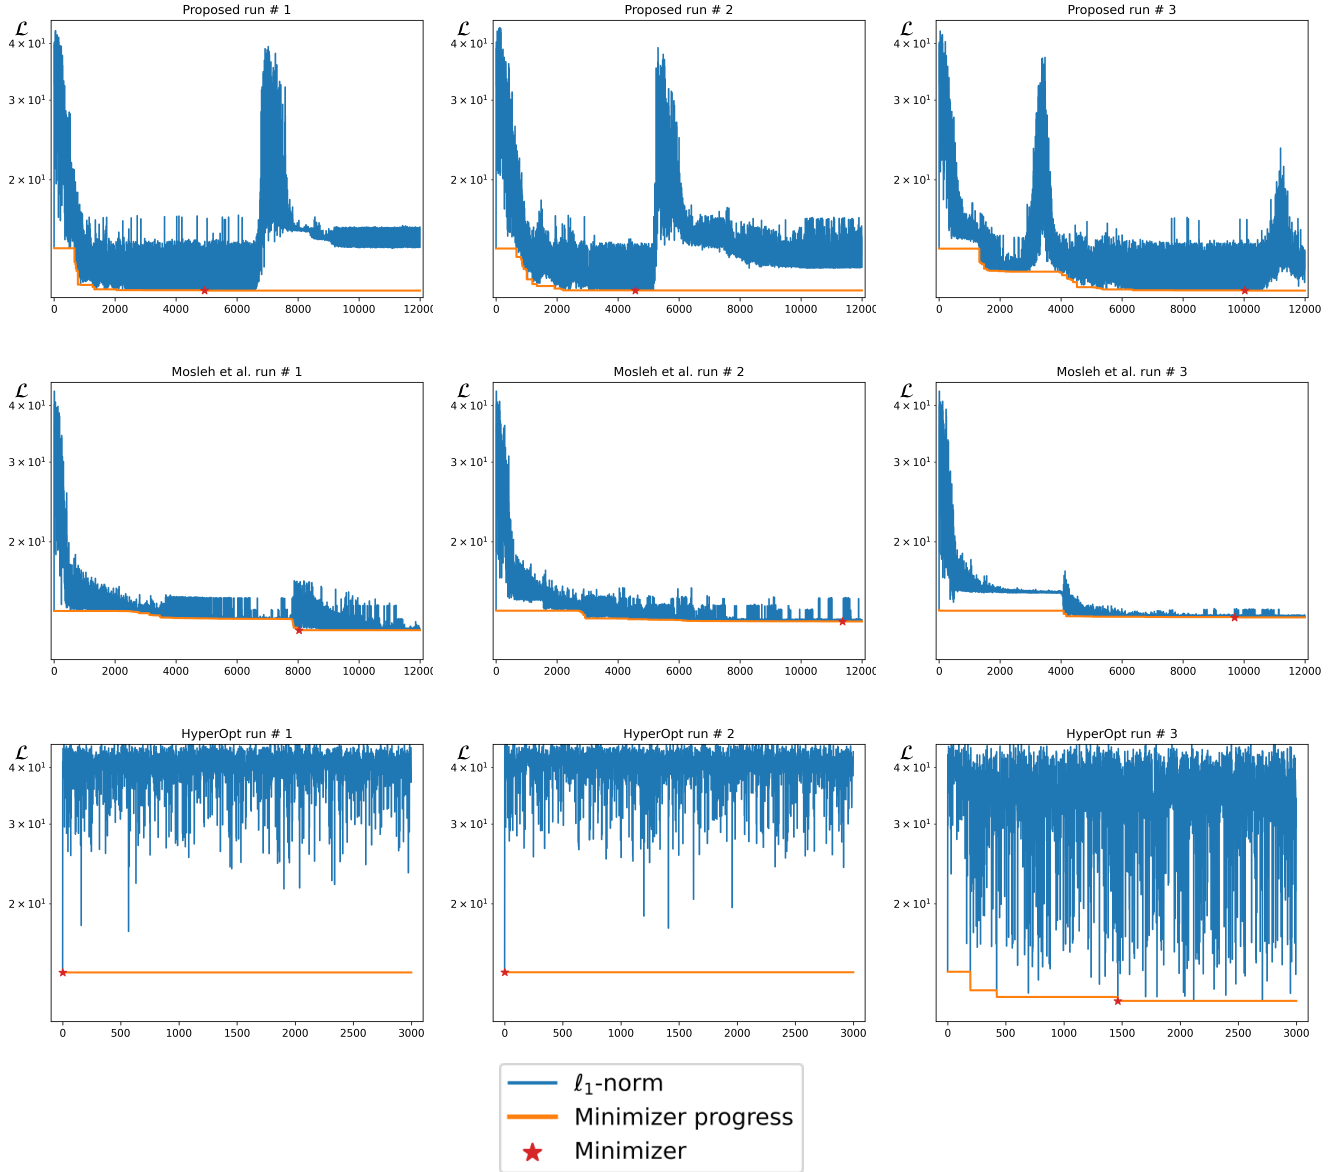 Proposed run # 1
Proposed run # 2
Proposed run # 3
ℒ
ℒ
ℒ
4 × 10¹
3 × 10¹
2 × 10¹
4 × 10¹
3 × 10¹
2 × 10¹
4 × 10¹
3 × 10¹
2 × 10¹
0 2000 4000 6000 8000 10000 12000
0 2000 4000 6000 8000 10000 12000
0 2000 4000 6000 8000 10000 12000
Mosleh et al. run # 1
Mosleh et al. run # 2
Mosleh et al. run # 3
ℒ
ℒ
ℒ
4 × 10¹
3 × 10¹
2 × 10¹
4 × 10¹
3 × 10¹
2 × 10¹
4 × 10¹
3 × 10¹
2 × 10¹
0 2000 4000 6000 8000 10000 12000
0 2000 4000 6000 8000 10000 12000
0 2000 4000 6000 8000 10000 12000
HyperOpt run # 1
HyperOpt run # 2
HyperOpt run # 3
ℒ
ℒ
ℒ
4 × 10¹
3 × 10¹
2 × 10¹
4 × 10¹
3 × 10¹
2 × 10¹
4 × 10¹
3 × 10¹
2 × 10¹
0 500 1000 1500 2000 2500 3000
0 500 1000 1500 2000 2500 3000
0 500 1000 1500 2000 2500 3000
ℓ₁-norm
Minimizer progress
Minimizer